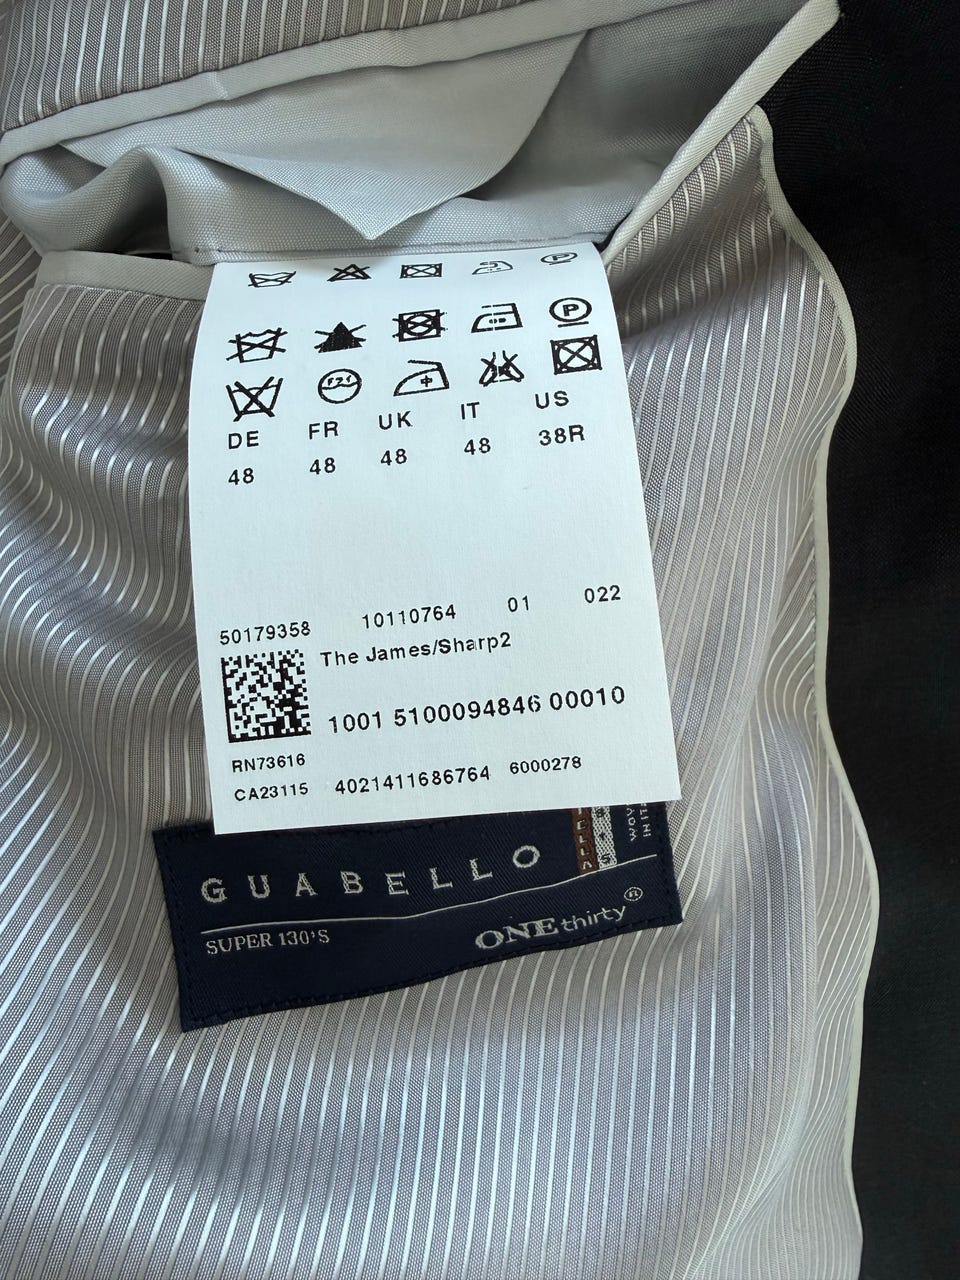 P
P
DE FR UK IT US
48 48 48 48 38R
50179358 10110764 01 022
The James/Sharp2
1001 5100094846 00010
RN73616
CA23115 4021411686764 6000278
GUABELLO
SUPER 130'S
ONEthirty®